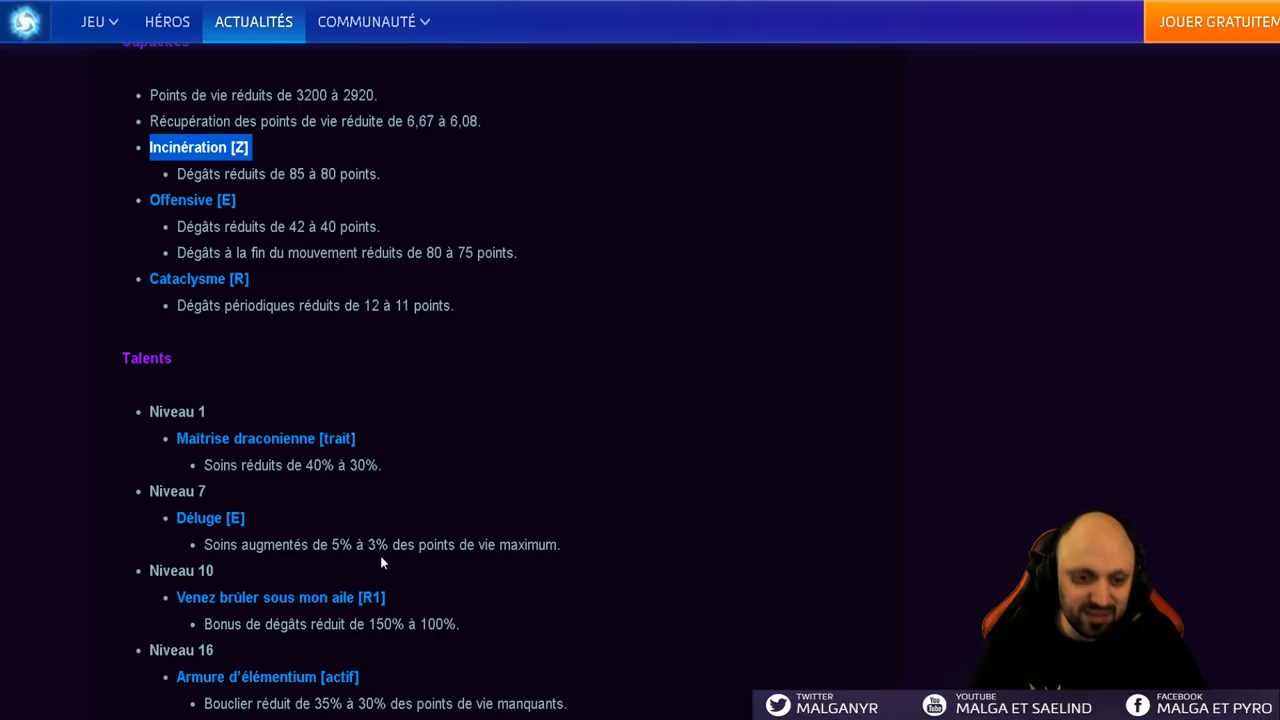 JEU
HÉROS
ACTUALITÉS
COMMUNAUTÉ
JOUER GRATUITEM
Capacités
Points de vie réduits de 3200 à 2920.
Récupération des points de vie réduite de 6,67 à 6,08.
Incinération [Z]
Dégâts réduits de 85 à 80 points.
Offensive [E]
Dégâts réduits de 42 à 40 points.
Dégâts à la fin du mouvement réduits de 80 à 75 points.
Cataclysme [R]
Dégâts périodiques réduits de 12 à 11 points.
Talents
Niveau 1
Maîtrise draconienne [trait]
Soins réduits de 40% à 30%.
Niveau 7
Déluge [E]
Soins augmentés de 5% à 3% des points de vie maximum.
Niveau 10
Venez brûler sous mon aile [R1]
Bonus de dégâts réduit de 150% à 100%.
Niveau 16
Armure d'élémentium [actif]
Bouclier réduit de 35% à 30% des points de vie manquants.
TWITTER
MALGANYR
You Tube
YOUTUBE
MALGA ET SAELIND
FACEBOOK
MALGA ET PYRO